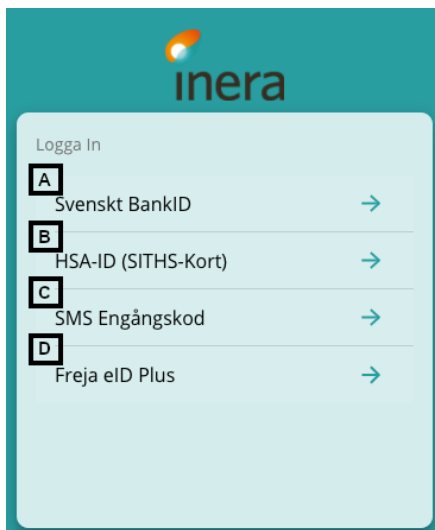 inera
Logga In
A
Svenskt BankID
B
HSA-ID (SITHS-Kort)
C
SMS Engångskod
D
Freja eID Plus